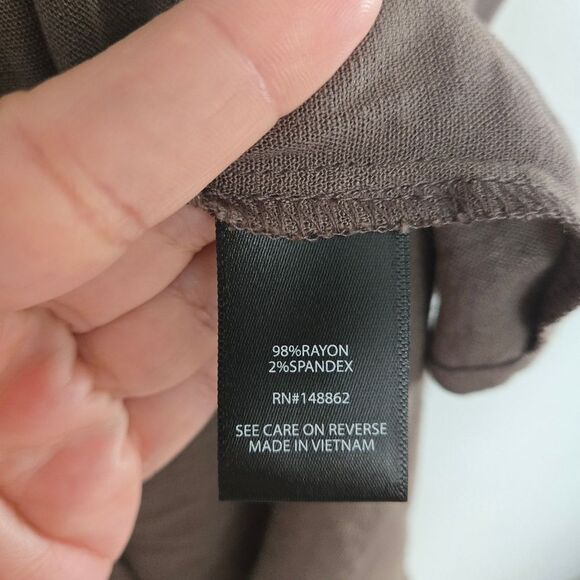 98%RAYON
2%SPANDEX
RN#148862
SEE CARE ON REVERSE
MADE IN VIETNAM